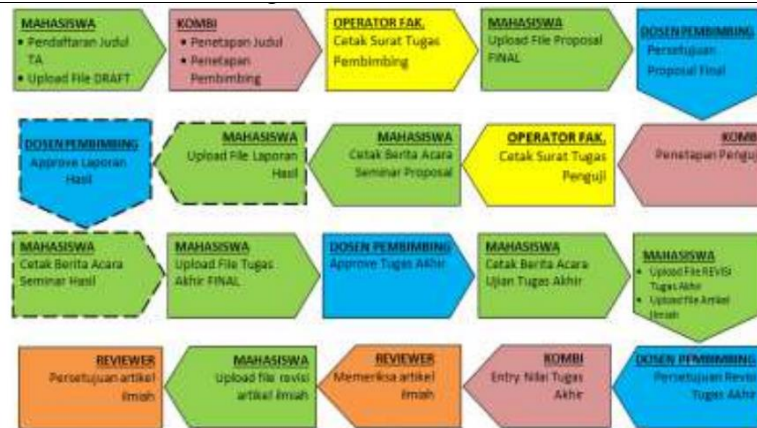 MAHASISWA
• Pendaftaran Judul
TA
• Upload File DRAFT
KOMBI
• Penetapan Judul
• Penetapan
Pembimbing
OPERATOR FAK.
Cetak Surat Tugas
Pembimbing
MAHASISWA
Upload File Proposal
FINAL
DOSEN PEMBIMBING
Persetujuan
Proposal Final
KOMBI
Penetapan Penguji
OPERATOR FAK.
Cetak Surat Tugas
Penguji
MAHASISWA
Cetak Berita Acara
Seminar Proposal
MAHASISWA
Upload File Laporan
Hasil
DOSEN PEMBIMBING
Approve Laporan
Hasil
MAHASISWA
Cetak Berita Acara
Seminar Hasil
MAHASISWA
Upload File Tugas
Akhir FINAL
DOSEN PEMBIMBING
Approve Tugas Akhir
MAHASISWA
Cetak Berita Acara
Ujian Tugas Akhir
MAHASISWA
• Upload File REVISI
Tugas Akhir
• Upload file Artikel
Ilmiah
DOSEN PEMBIMBING
Persetujuan Revisi
Tugas Akhir
KOMBI
Entry Nilai Tugas
Akhir
REVIEWER
Memeriksa artikel
ilmiah
MAHASISWA
Upload file revisi
artikel ilmiah
REVIEWER
Persetujuan artikel
ilmiah